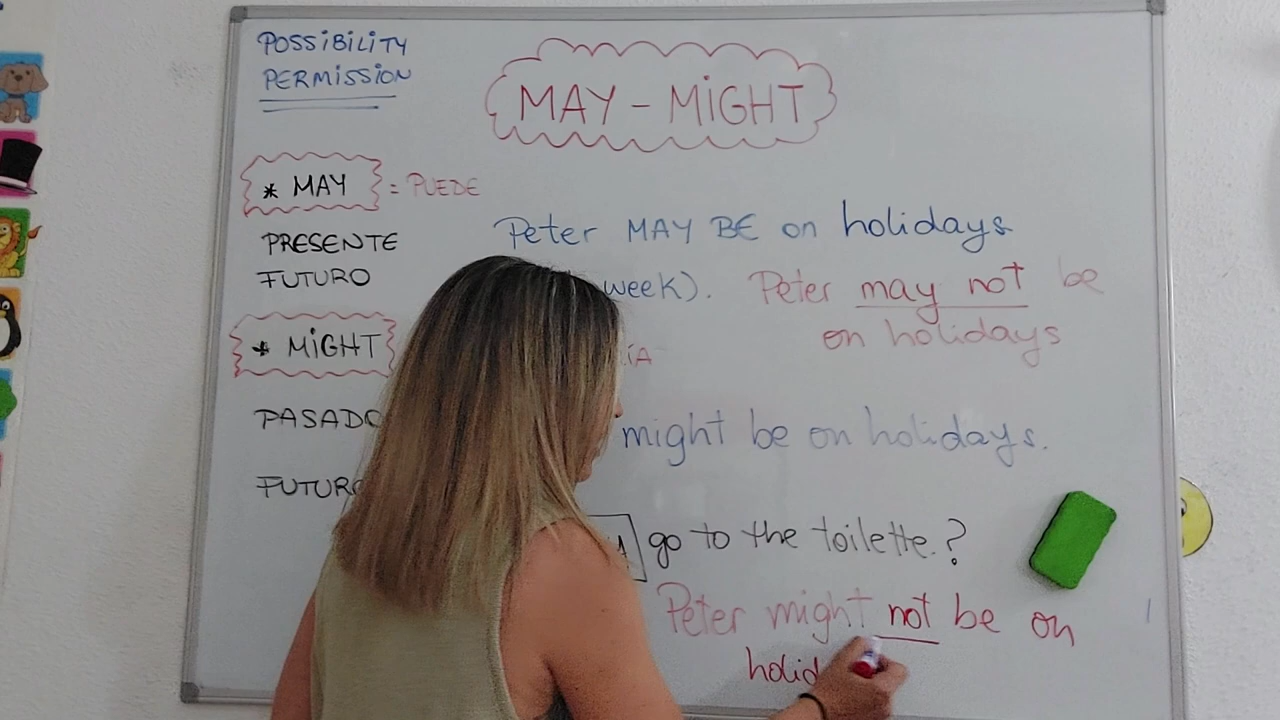 POSSIBILITY
PERMISSION
MAY - MIGHT
* MAY = PUEDE
PRESENTE
FUTURO
Peter MAY BE on holidays
week). Peter may not be
on holidays
* MIGHT
PASADO
FUTURO
might be on holidays.
go to the toilette.?
Peter might not be on
holid